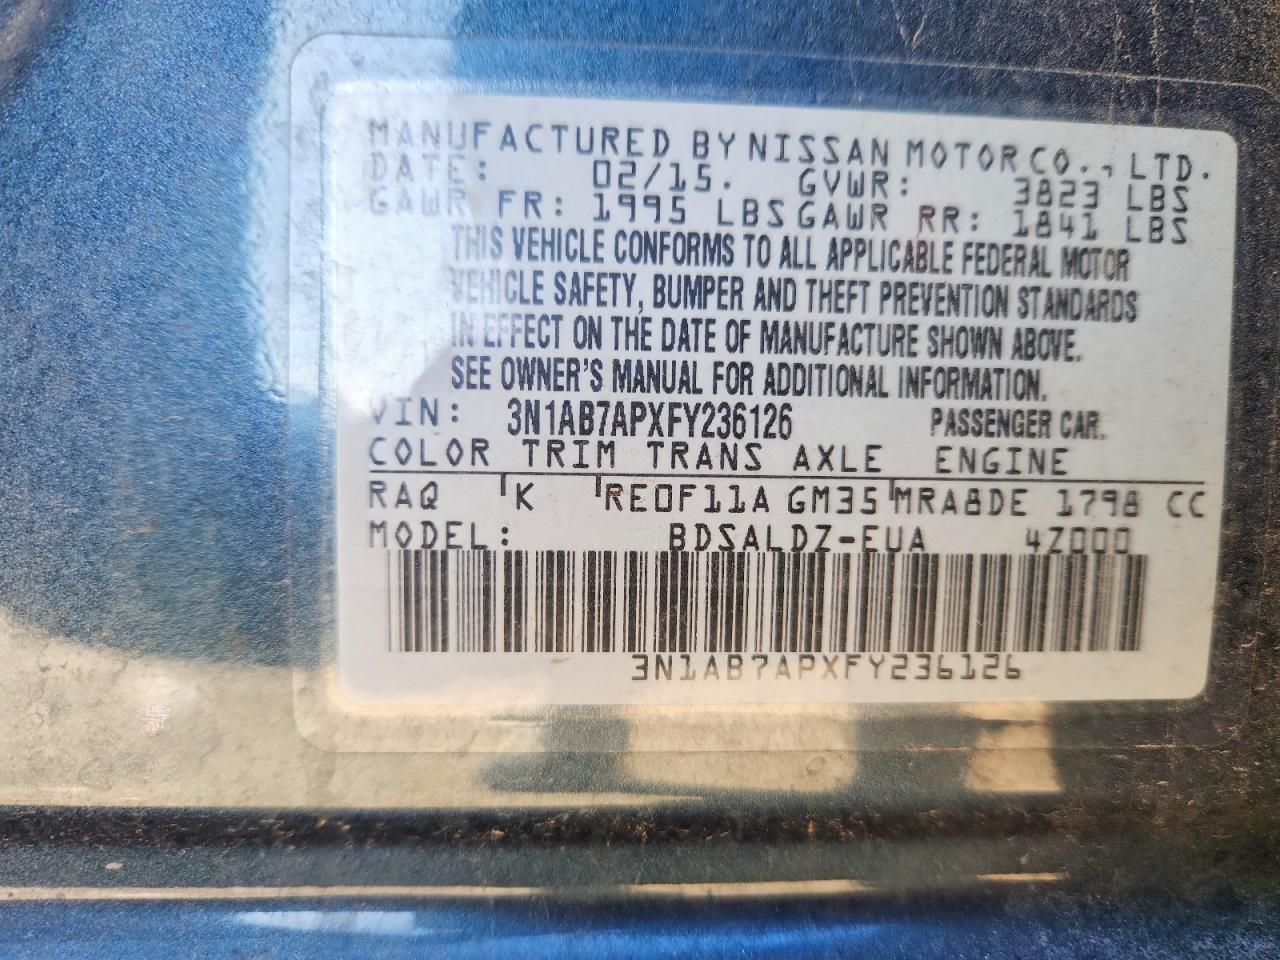 MANUFACTURED BY NISSAN MOTOR CO., LTD.
DATE: 02/15. GVWR: 3823 LBS
GAWR FR: 1995 LBS GAWR RR: 1841 LBS
THIS VEHICLE CONFORMS TO ALL APPLICABLE FEDERAL MOTOR
VEHICLE SAFETY, BUMPER AND THEFT PREVENTION STANDARDS
IN EFFECT ON THE DATE OF MANUFACTURE SHOWN ABOVE.
SEE OWNER'S MANUAL FOR ADDITIONAL INFORMATION.
VIN: 3N1AB7APXFY236126 PASSENGER CAR.
COLOR TRIM TRANS AXLE ENGINE
RAQ K RE0F11A GM35 MRA8DE 1798 CC
MODEL: BDSALDZ-EUA 4Z000
3N1AB7APXFY236126